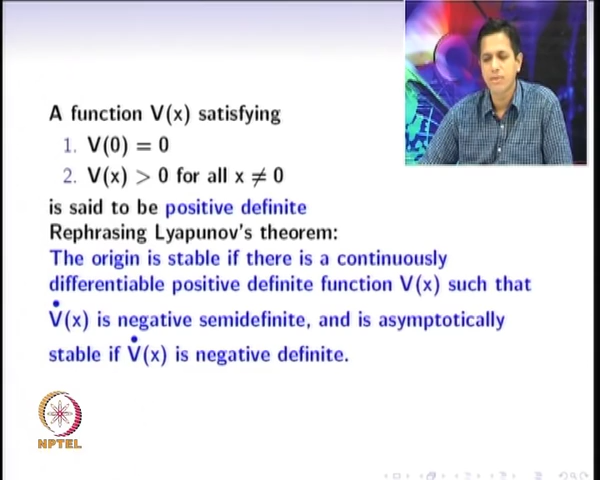 A function V(x) satisfying
1. V(0) = 0
2. V(x) > 0 for all x ≠ 0
is said to be positive definite
Rephrasing Lyapunov's theorem:
The origin is stable if there is a continuously
differentiable positive definite function V(x) such that
V̇(x) is negative semidefinite, and is asymptotically
stable if V̇(x) is negative definite.
NPTEL